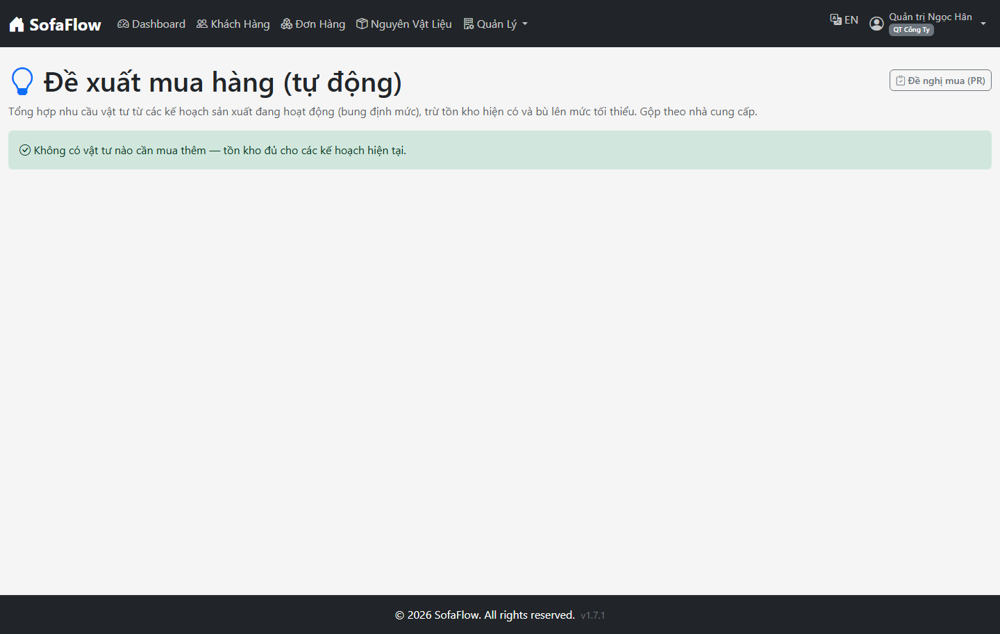 SofaFlow Dashboard Khách Hàng Đơn Hàng Nguyên Vật Liệu Quản Lý EN Quản trị Ngọc Hân
QT Công Ty
Đề xuất mua hàng (tự động) Đề nghị mua (PR)
Tổng hợp nhu cầu vật tư từ các kế hoạch sản xuất đang hoạt động (bung định mức), trừ tồn kho hiện có và bù lên mức tối thiểu. Gộp theo nhà cung cấp.
Không có vật tư nào cần mua thêm — tồn kho đủ cho các kế hoạch hiện tại.
© 2026 SofaFlow. All rights reserved. v1.7.1